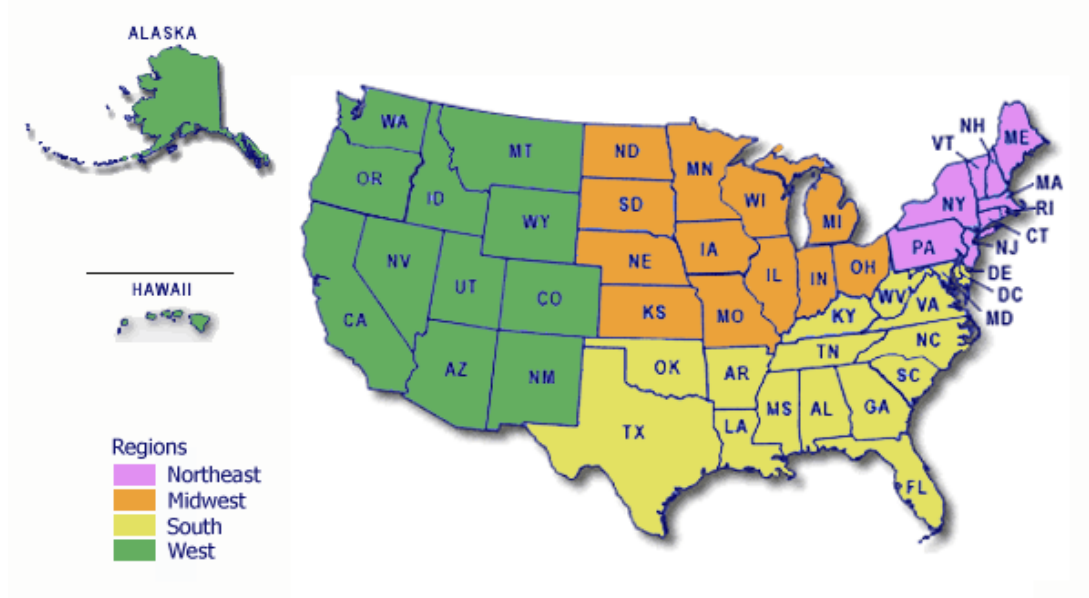 ALASKA
HAWAII
WA
OR
ID
MT
WY
NV
UT
CO
CA
AZ
NM
ND
SD
NE
KS
MN
IA
MO
WI
IL
MI
IN
OH
OK
TX
AR
LA
KY
TN
MS
AL
GA
FL
SC
NC
VA
WV
PA
NY
VT
NH
ME
MA
RI
CT
NJ
DE
DC
MD
Regions
Northeast
Midwest
South
West